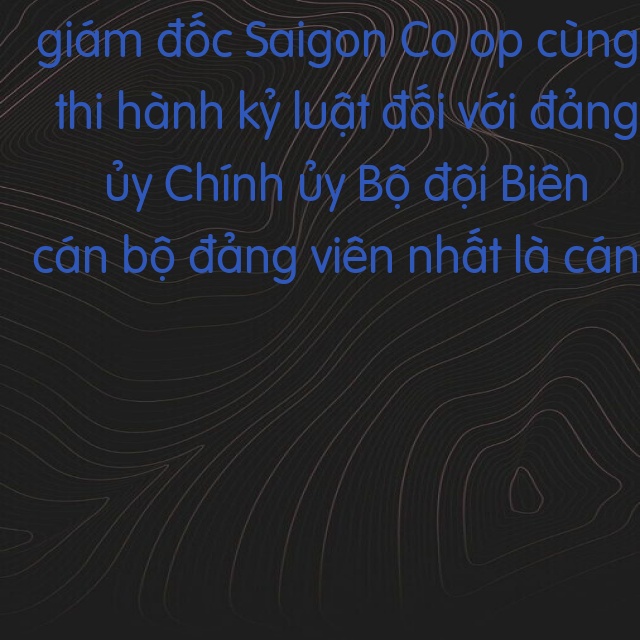 giám đốc Saigon Co op cùng
thi hành kỷ luật đối với đảng
ủy Chính ủy Bộ đội Biên
cán bộ đảng viên nhất là cán